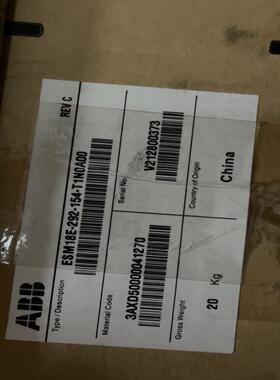 ABB
Type / Description
ESM18E-292-154-T1N0A00
REV C
Material Code
3AXD50000041270
Serial No.
V212800373
Gross Weight
20 Kg
Country of Origin
China